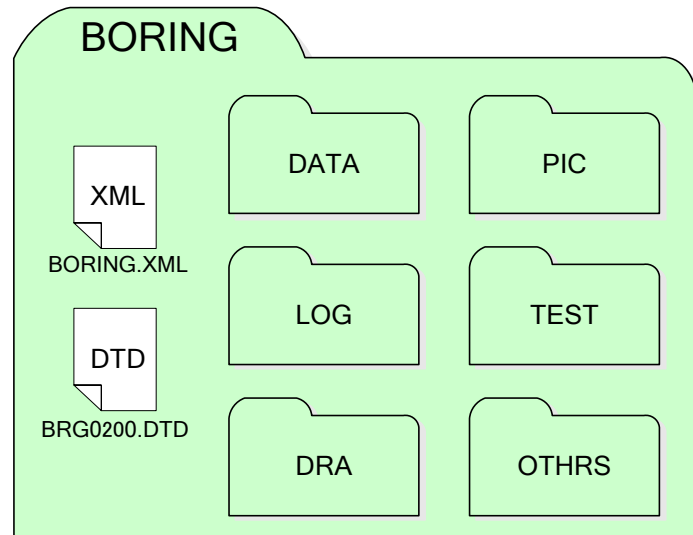 BORING
XML
BORING.XML
DTD
BRG0200.DTD
DATA
PIC
LOG
TEST
DRA
OTHRS